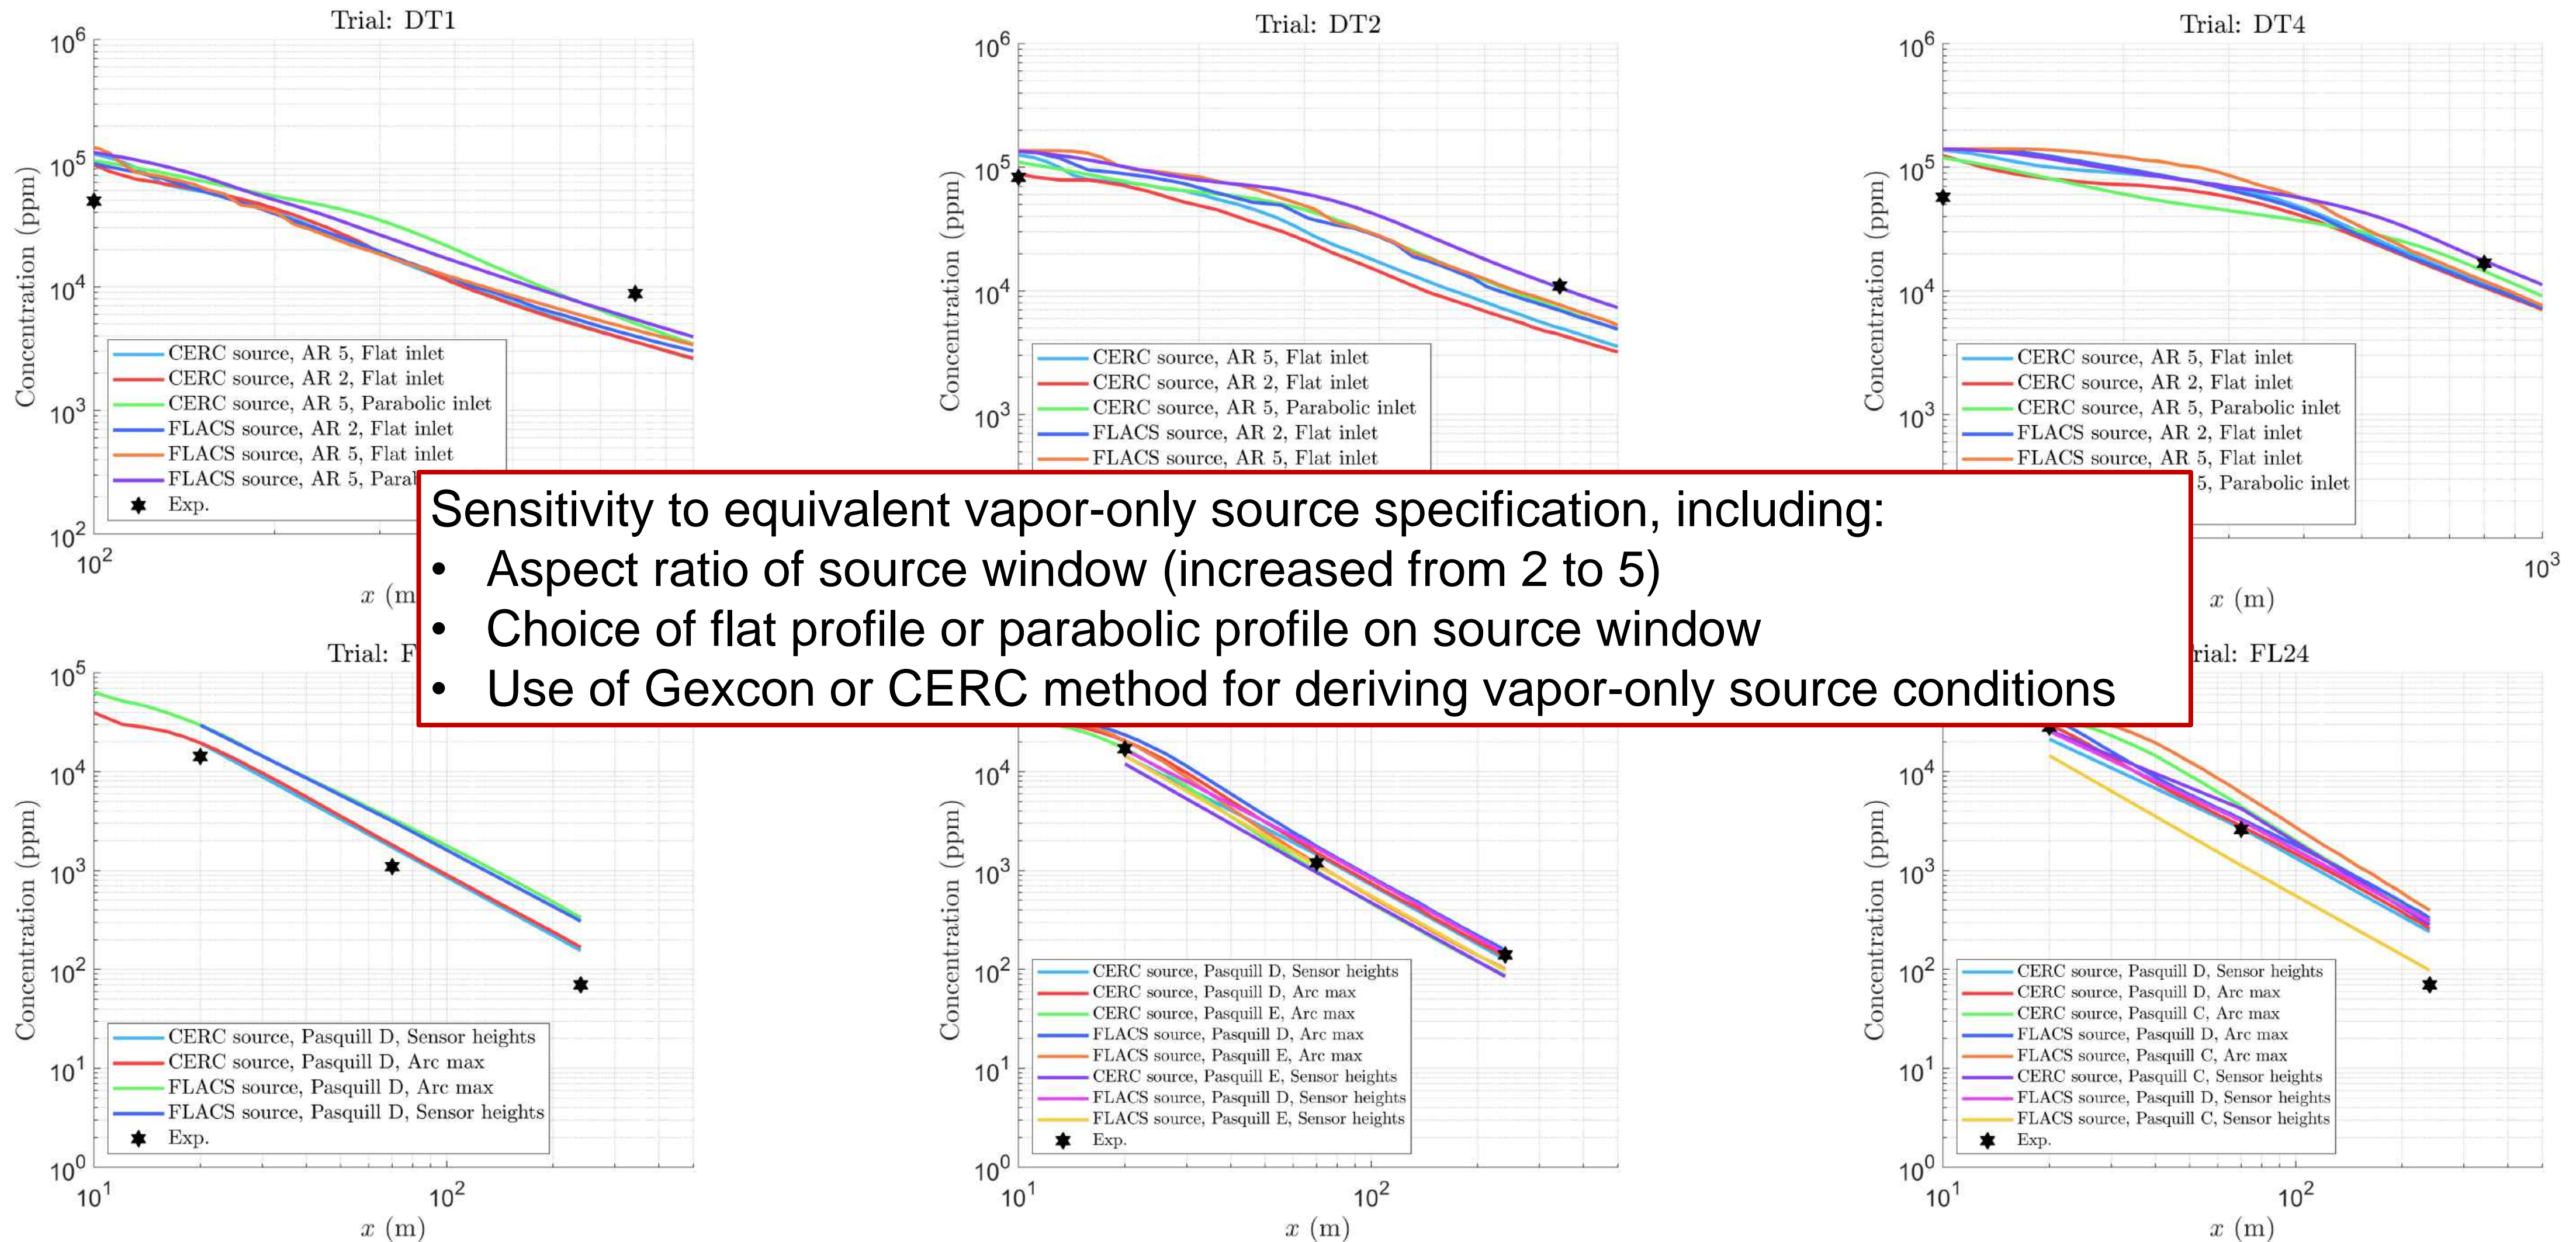 Trial: DT1
10^6
10^5
10^4
10^3
10^2
Concentration (ppm)
CERC source, AR 5, Flat inlet
CERC source, AR 2, Flat inlet
CERC source, AR 5, Parabolic inlet
FLACS source, AR 2, Flat inlet
FLACS source, AR 5, Flat inlet
FLACS source, AR 5,
Exp.
10^2
x (m
Trial: DT2
10^6
10^5
10^4
10^3
Concentration (ppm)
CERC source, AR 5, Flat inlet
CERC source, AR 2, Flat inlet
CERC source, AR 5, Parabolic inlet
FLACS source, AR 2, Flat inlet
FLACS source, AR 5, Flat inlet
Trial: DT4
10^6
10^5
10^4
10^3
Concentration (ppm)
CERC source, AR 5, Flat inlet
CERC source, AR 2, Flat inlet
CERC source, AR 5, Parabolic inlet
FLACS source, AR 2, Flat inlet
FLACS source, AR 5, Flat inlet
5, Parabolic inlet
10^3
x (m)
Sensitivity to equivalent vapor-only source specification, including:
• Aspect ratio of source window (increased from 2 to 5)
• Choice of flat profile or parabolic profile on source window
• Use of Gexcon or CERC method for deriving vapor-only source conditions
Trial: F
10^5
10^4
10^3
10^2
10^1
10^0
Concentration (ppm)
CERC source, Pasquill D, Sensor heights
CERC source, Pasquill D, Arc max
FLACS source, Pasquill D, Arc max
FLACS source, Pasquill D, Sensor heights
Exp.
10^1
10^2
x (m)
10^4
10^3
10^2
10^1
10^0
Concentration (ppm)
CERC source, Pasquill D, Sensor heights
CERC source, Pasquill D, Arc max
CERC source, Pasquill E, Arc max
FLACS source, Pasquill D, Arc max
FLACS source, Pasquill E, Arc max
CERC source, Pasquill E, Sensor heights
FLACS source, Pasquill D, Sensor heights
FLACS source, Pasquill E, Sensor heights
Exp.
10^1
10^2
x (m)
rial: FL24
10^4
10^3
10^2
10^1
10^0
Concentration (ppm)
CERC source, Pasquill D, Sensor heights
CERC source, Pasquill D, Arc max
CERC source, Pasquill C, Arc max
FLACS source, Pasquill D, Arc max
FLACS source, Pasquill C, Arc max
CERC source, Pasquill C, Sensor heights
FLACS source, Pasquill D, Sensor heights
FLACS source, Pasquill C, Sensor heights
Exp.
10^1
10^2
x (m)